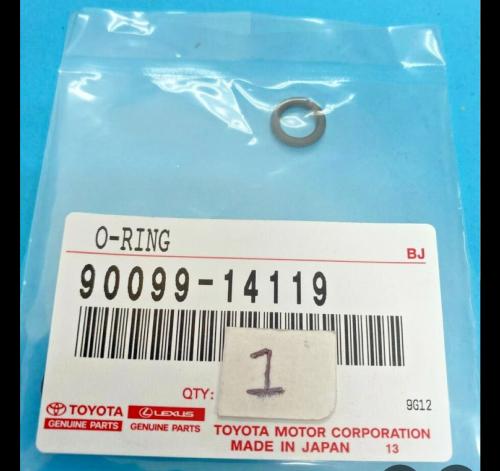 O-RING
BJ
90099-14119
QTY: 1
9G12
TOYOTA LEXUS
GENUINE PARTS GENUINE PARTS
TOYOTA MOTOR CORPORATION
MADE IN JAPAN 13